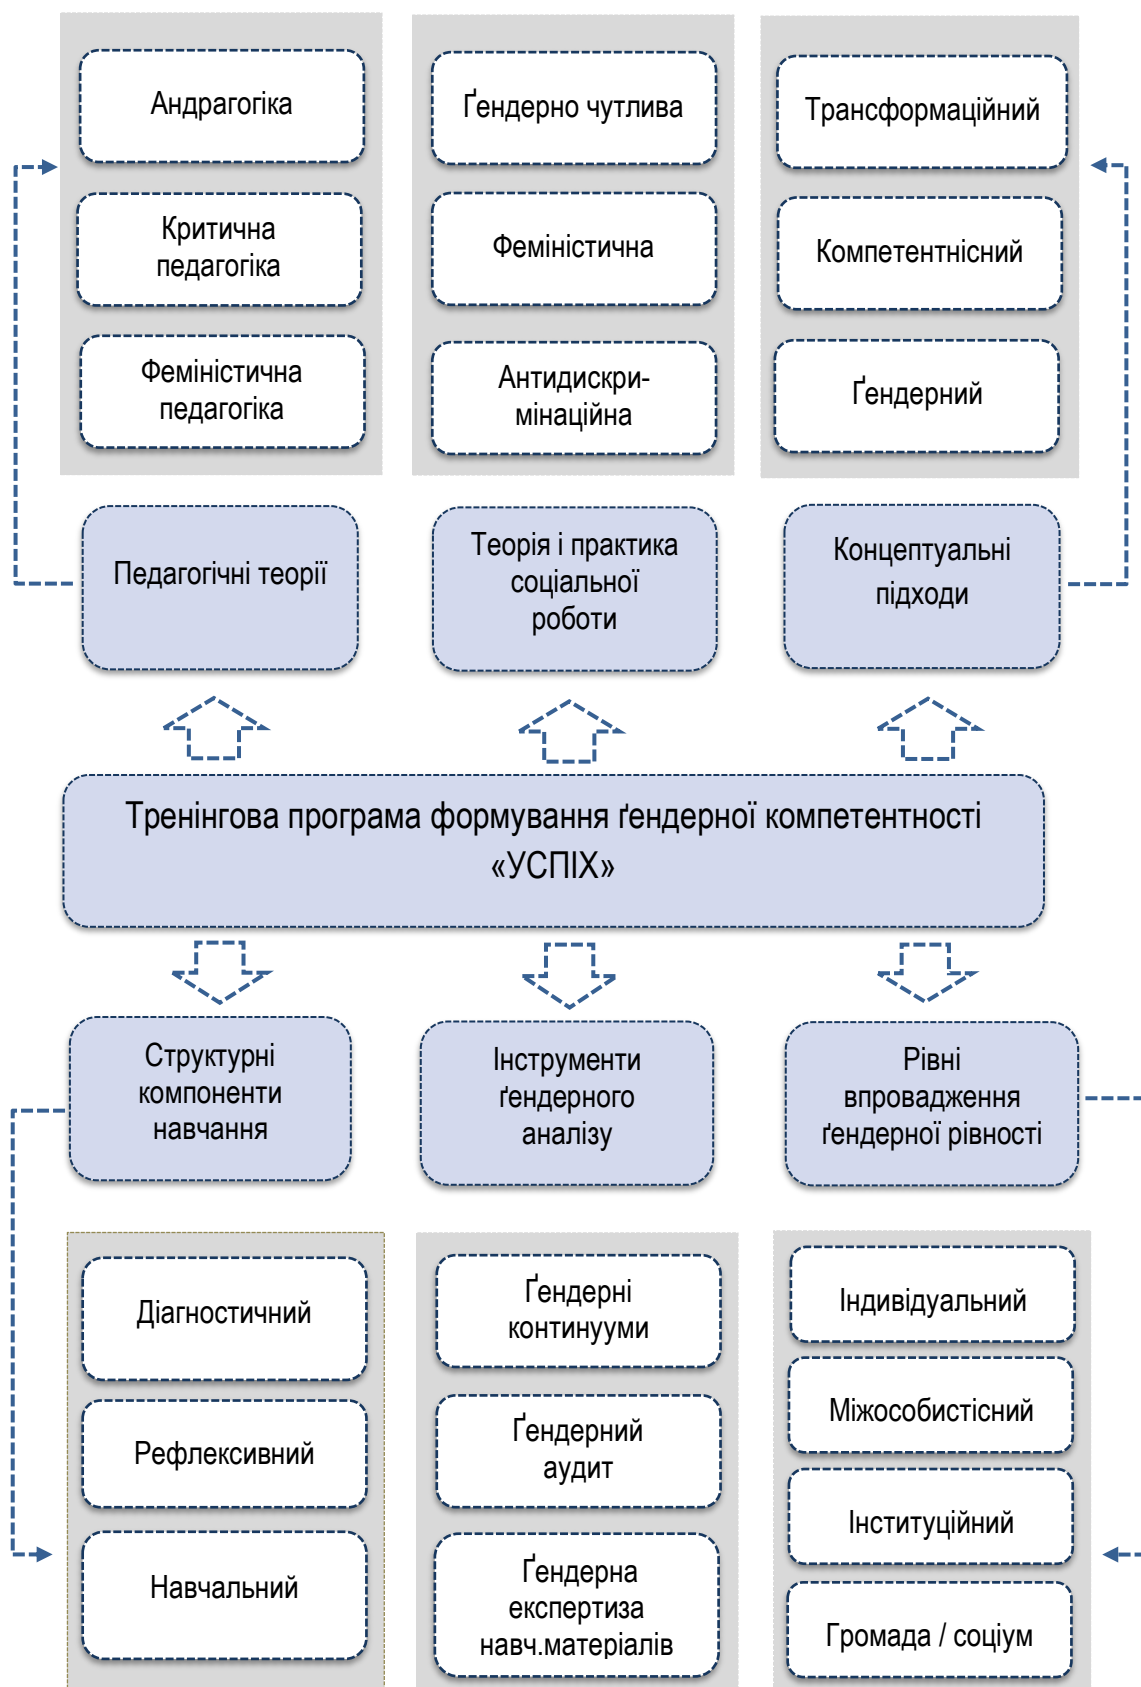 Андрагогіка
Критична
педагогіка
Феміністична
педагогіка
Ґендерно чутлива
Феміністична
Антидискри-
мінаційна
Трансформаційний
Компетентнісний
Ґендерний
Педагогічні теорії
Теорія і практика
соціальної
роботи
Концептуальні
підходи
Тренінгова програма формування ґендерної компетентності
«УСПІХ»
Структурні
компоненти
навчання
Інструменти
ґендерного
аналізу
Рівні
впровадження
ґендерної рівності
Діагностичний
Рефлексивний
Навчальний
Ґендерні
континууми
Ґендерний
аудит
Ґендерна
експертиза
навч.матеріалів
Індивідуальний
Міжособистісний
Інституційний
Громада / соціум